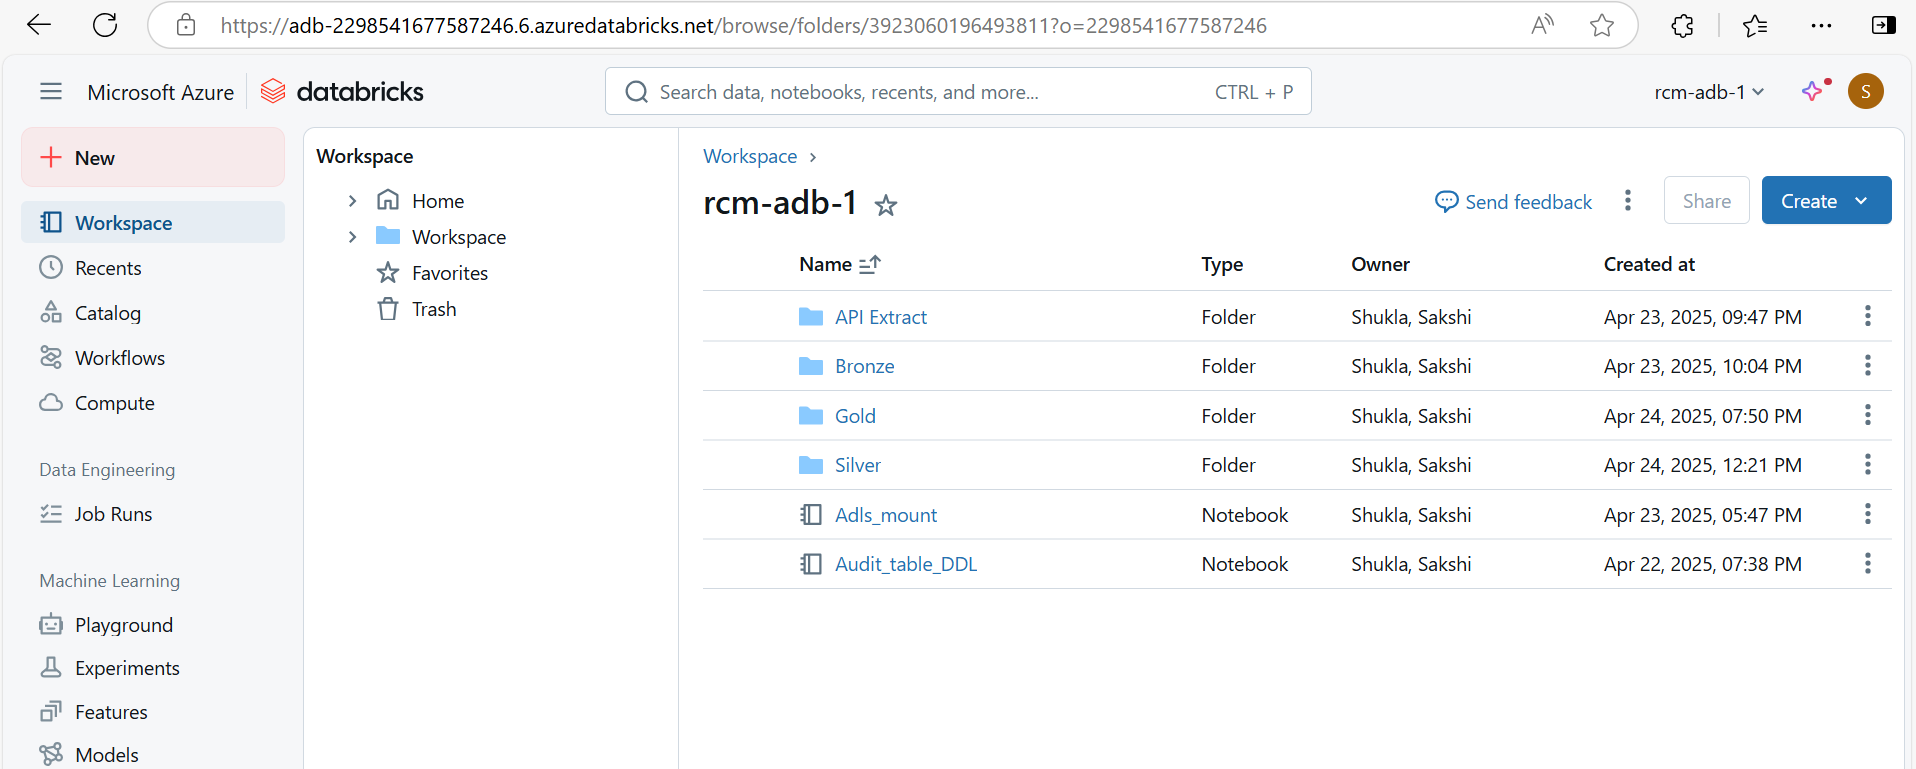 https://adb-2298541677587246.6.azuredatabricks.net/browse/folders/3923060196493811?o=2298541677587246
Microsoft Azure databricks
Search data, notebooks, recents, and more... CTRL + P
rcm-adb-1
S
New
Workspace
Recents
Catalog
Workflows
Compute
Data Engineering
Job Runs
Machine Learning
Playground
Experiments
Features
Models
Workspace
Home
Workspace
Favorites
Trash
Workspace ›
rcm-adb-1
Send feedback
Share
Create
Name Type Owner Created at
API Extract Folder Shukla, Sakshi Apr 23, 2025, 09:47 PM
Bronze Folder Shukla, Sakshi Apr 23, 2025, 10:04 PM
Gold Folder Shukla, Sakshi Apr 24, 2025, 07:50 PM
Silver Folder Shukla, Sakshi Apr 24, 2025, 12:21 PM
Adls_mount Notebook Shukla, Sakshi Apr 23, 2025, 05:47 PM
Audit_table_DDL Notebook Shukla, Sakshi Apr 22, 2025, 07:38 PM